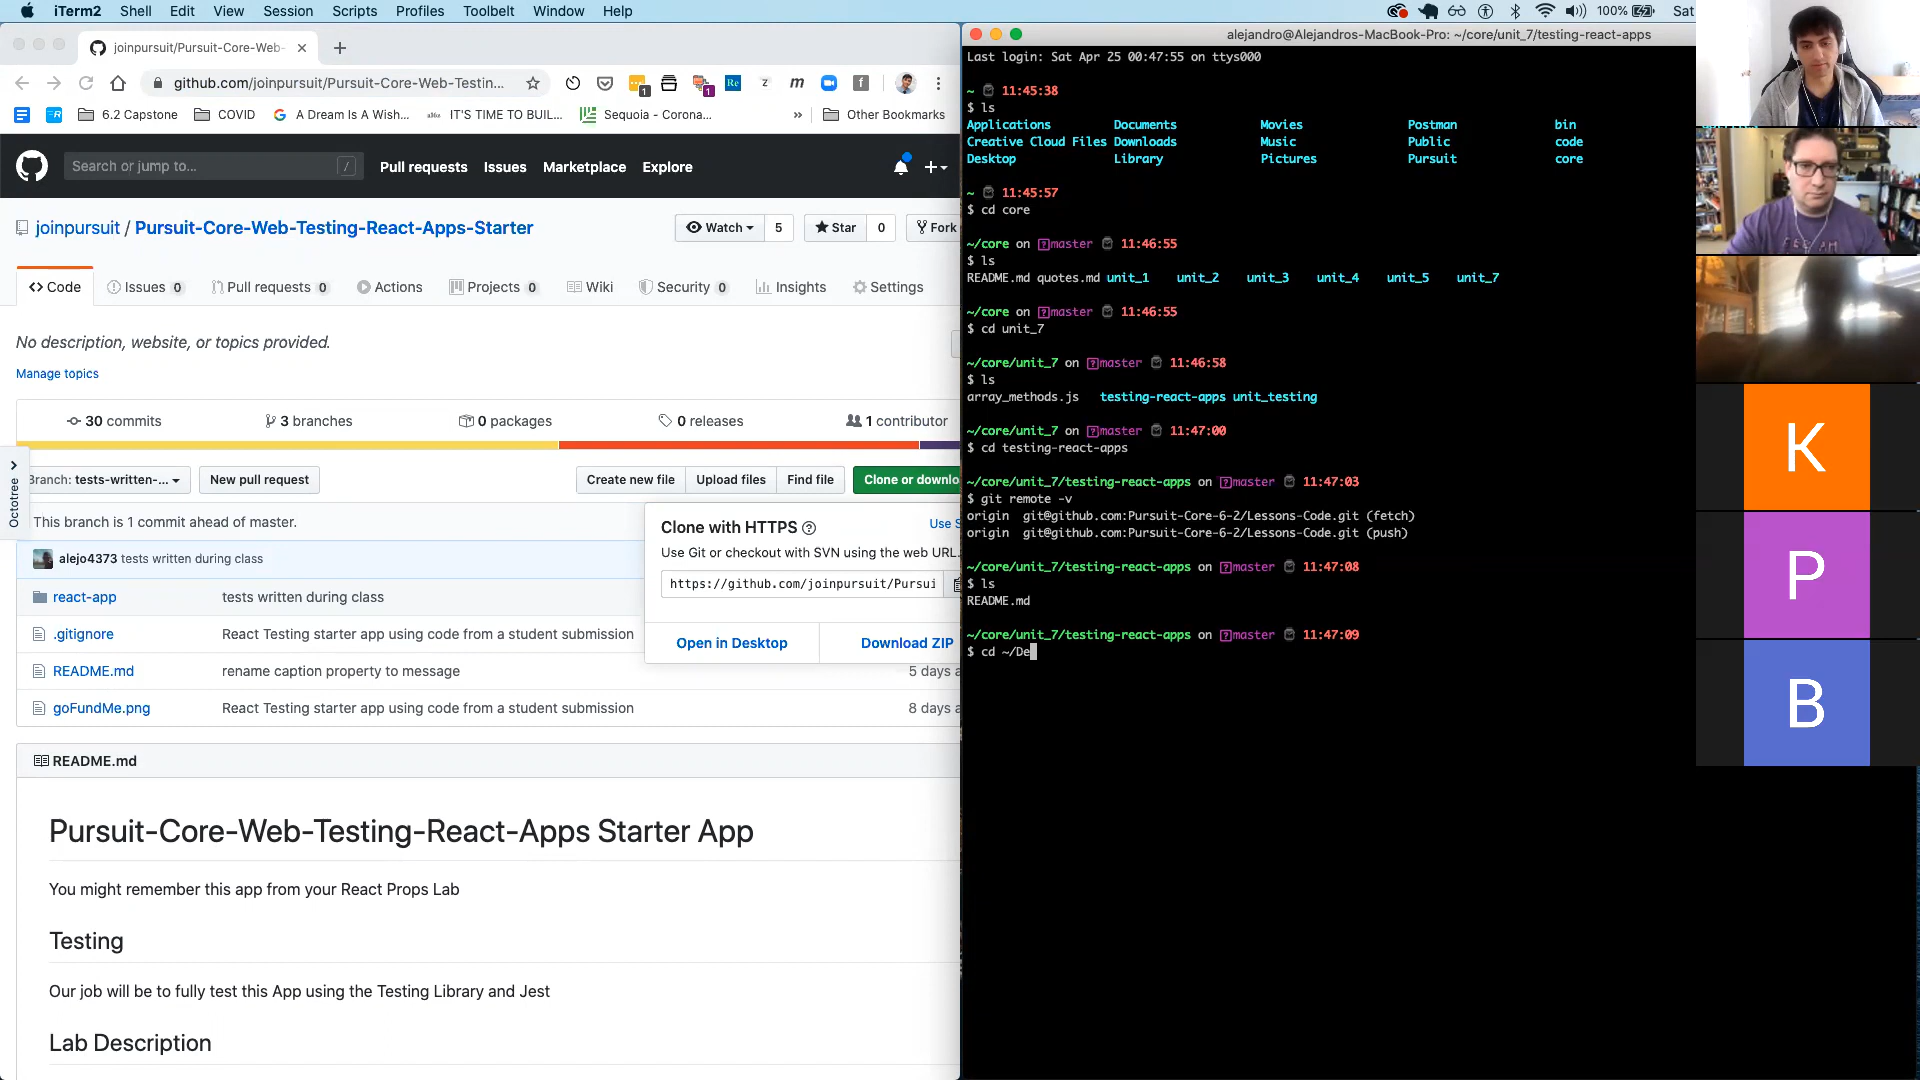 iTerm2 Shell Edit View Session Scripts Profiles Toolbelt Window Help 100% Sat
joinpursuit/Pursuit-Core-Web-
github.com/joinpursuit/Pursuit-Core-Web-Testin...
6.2 Capstone COVID A Dream Is A Wish... IT'S TIME TO BUIL... Sequoia - Corona... » Other Bookmarks
Search or jump to... / Pull requests Issues Marketplace Explore
joinpursuit / Pursuit-Core-Web-Testing-React-Apps-Starter
Watch 5 Star 0 Fork
Code Issues 0 Pull requests 0 Actions Projects 0 Wiki Security 0 Insights Settings
No description, website, or topics provided.
Manage topics
30 commits 3 branches 0 packages 0 releases 1 contributor
Octotree
Branch: tests-written-... New pull request Create new file Upload files Find file Clone or downlo
This branch is 1 commit ahead of master.
alejo4373 tests written during class
react-app tests written during class
.gitignore React Testing starter app using code from a student submission
README.md rename caption property to message 5 days a
goFundMe.png React Testing starter app using code from a student submission 8 days a
Clone with HTTPS Use S
Use Git or checkout with SVN using the web URL.
https://github.com/joinpursuit/Pursui
Open in Desktop Download ZIP
README.md
Pursuit-Core-Web-Testing-React-Apps Starter App
You might remember this app from your React Props Lab
Testing
Our job will be to fully test this App using the Testing Library and Jest
Lab Description
alejandro@Alejandros-MacBook-Pro: ~/core/unit_7/testing-react-apps
Last login: Sat Apr 25 00:47:55 on ttys000
~ 11:45:38
$ ls
Applications Documents Movies Postman bin
Creative Cloud Files Downloads Music Public code
Desktop Library Pictures Pursuit core
~ 11:45:57
$ cd core
~/core on master 11:46:55
$ ls
README.md quotes.md unit_1 unit_2 unit_3 unit_4 unit_5 unit_7
~/core on master 11:46:55
$ cd unit_7
~/core/unit_7 on master 11:46:58
$ ls
array_methods.js testing-react-apps unit_testing
~/core/unit_7 on master 11:47:00
$ cd testing-react-apps
~/core/unit_7/testing-react-apps on master 11:47:03
$ git remote -v
origin git@github.com:Pursuit-Core-6-2/Lessons-Code.git (fetch)
origin git@github.com:Pursuit-Core-6-2/Lessons-Code.git (push)
~/core/unit_7/testing-react-apps on master 11:47:08
$ ls
README.md
~/core/unit_7/testing-react-apps on master 11:47:09
$ cd ~/De
K
P
B